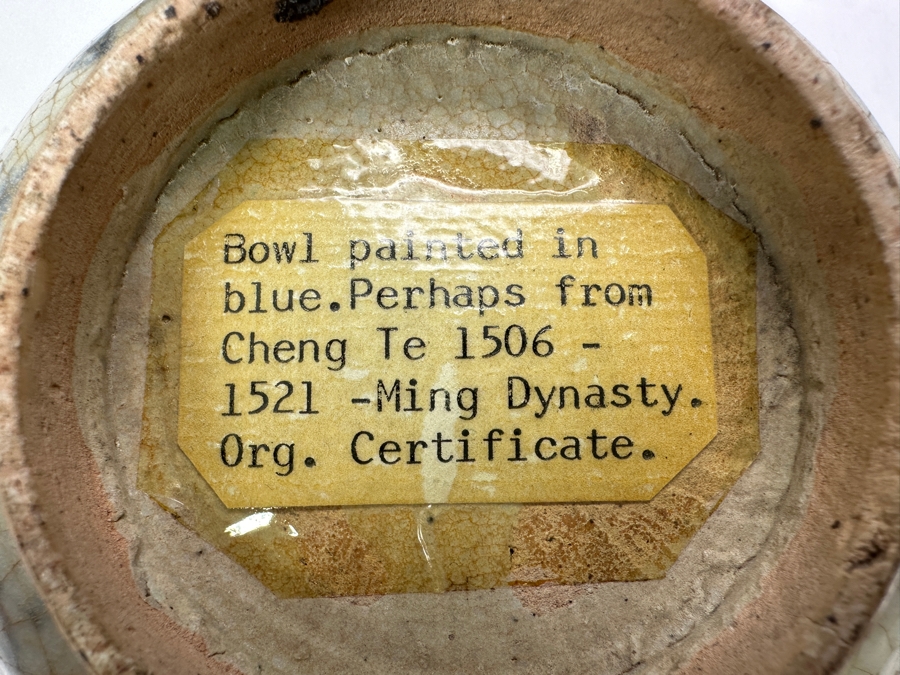 Bowl painted in
blue.Perhaps from
Cheng Te 1506 -
1521 -Ming Dynasty.
Org. Certificate.